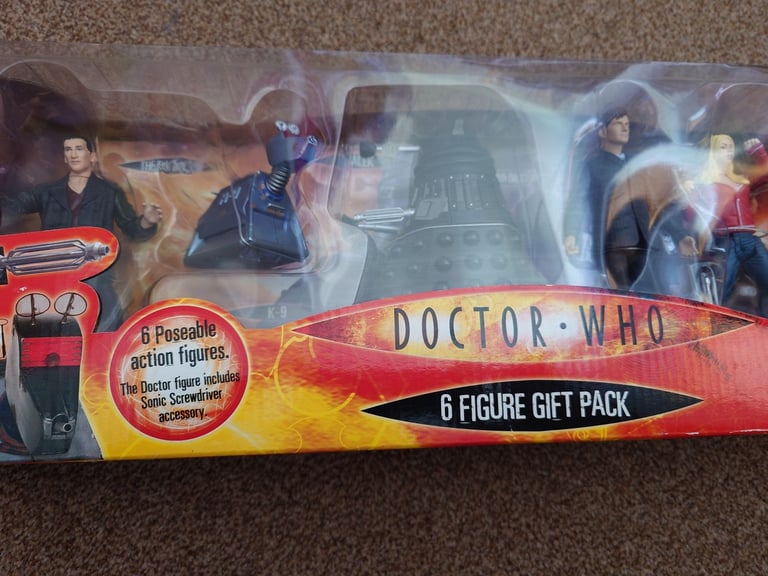 K-9
DOCTOR·WHO
6 Poseable
action figures.
The Doctor figure includes
Sonic Screwdriver
accessory.
6 FIGURE GIFT PACK